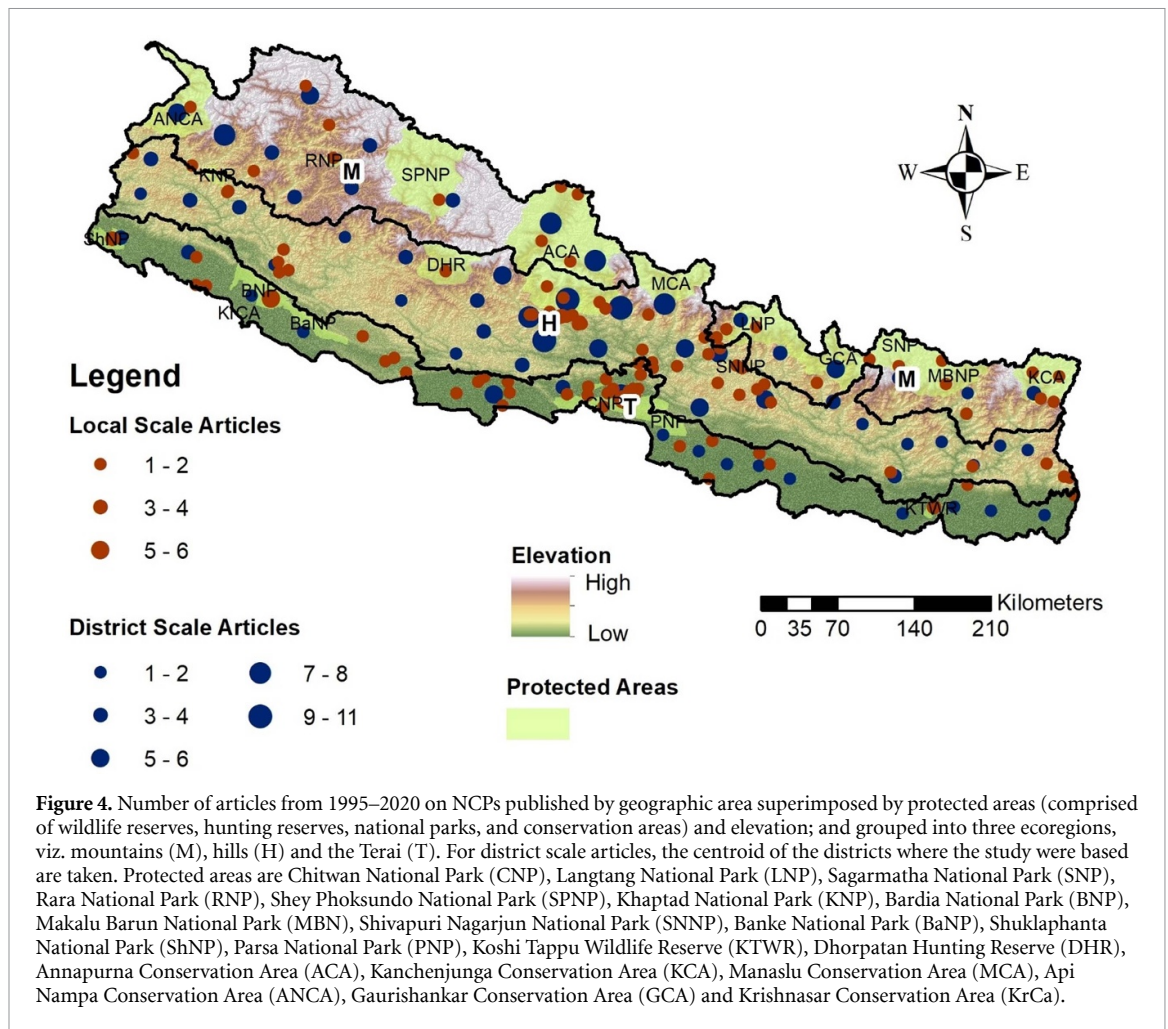 N
W E
S
ANCA
RNP
M
SPNP
KNP
ShNP
ACA
DHR
MCA
BNP
KrCA
BaNP
H
LNP
SNNP
GCA
SNP
M
MBNP
KCA
CNP
T
PNP
KTWR
Legend
Local Scale Articles
1 - 2
3 - 4
5 - 6
District Scale Articles
1 - 2 7 - 8
3 - 4 9 - 11
5 - 6
Elevation
High
Low
Protected Areas
Kilometers
0 35 70 140 210
Figure 4. Number of articles from 1995–2020 on NCPs published by geographic area superimposed by protected areas (comprised
of wildlife reserves, hunting reserves, national parks, and conservation areas) and elevation; and grouped into three ecoregions,
viz. mountains (M), hills (H) and the Terai (T). For district scale articles, the centroid of the districts where the study were based
are taken. Protected areas are Chitwan National Park (CNP), Langtang National Park (LNP), Sagarmatha National Park (SNP),
Rara National Park (RNP), Shey Phoksundo National Park (SPNP), Khaptad National Park (KNP), Bardia National Park (BNP),
Makalu Barun National Park (MBN), Shivapuri Nagarjun National Park (SNNP), Banke National Park (BaNP), Shuklaphanta
National Park (ShNP), Parsa National Park (PNP), Koshi Tappu Wildlife Reserve (KTWR), Dhorpatan Hunting Reserve (DHR),
Annapurna Conservation Area (ACA), Kanchenjunga Conservation Area (KCA), Manaslu Conservation Area (MCA), Api
Nampa Conservation Area (ANCA), Gaurishankar Conservation Area (GCA) and Krishnasar Conservation Area (KrCa).